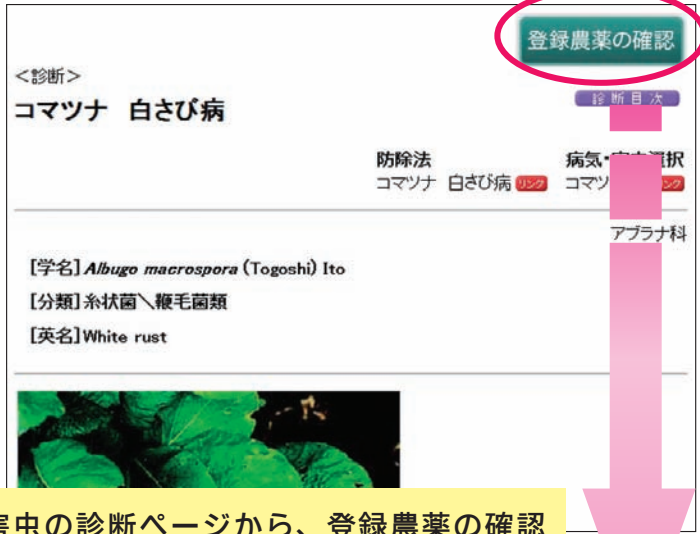 登録農薬の確認
<診断>
コマツナ 白さび病
診断目次
防除法 病気・
コマツナ 白さび病 リンク コマツ
アブラナ科
[学名] Albugo macrospora (Togoshi) Ito
[分類] 糸状菌＼鞭毛菌類
[英名] White rust
害虫の診断ページから、登録農薬の確認